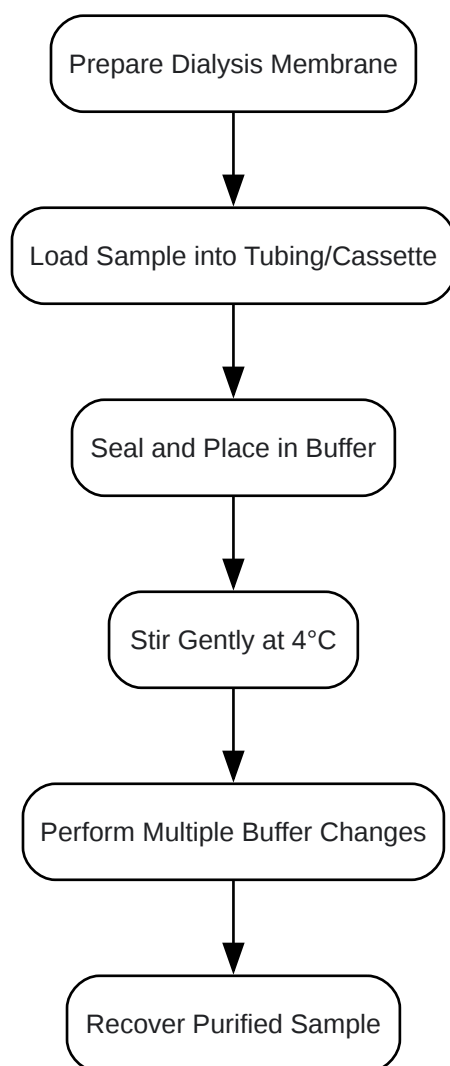 Prepare Dialysis Membrane
Load Sample into Tubing/Cassette
Seal and Place in Buffer
Stir Gently at 4°C
Perform Multiple Buffer Changes
Recover Purified Sample